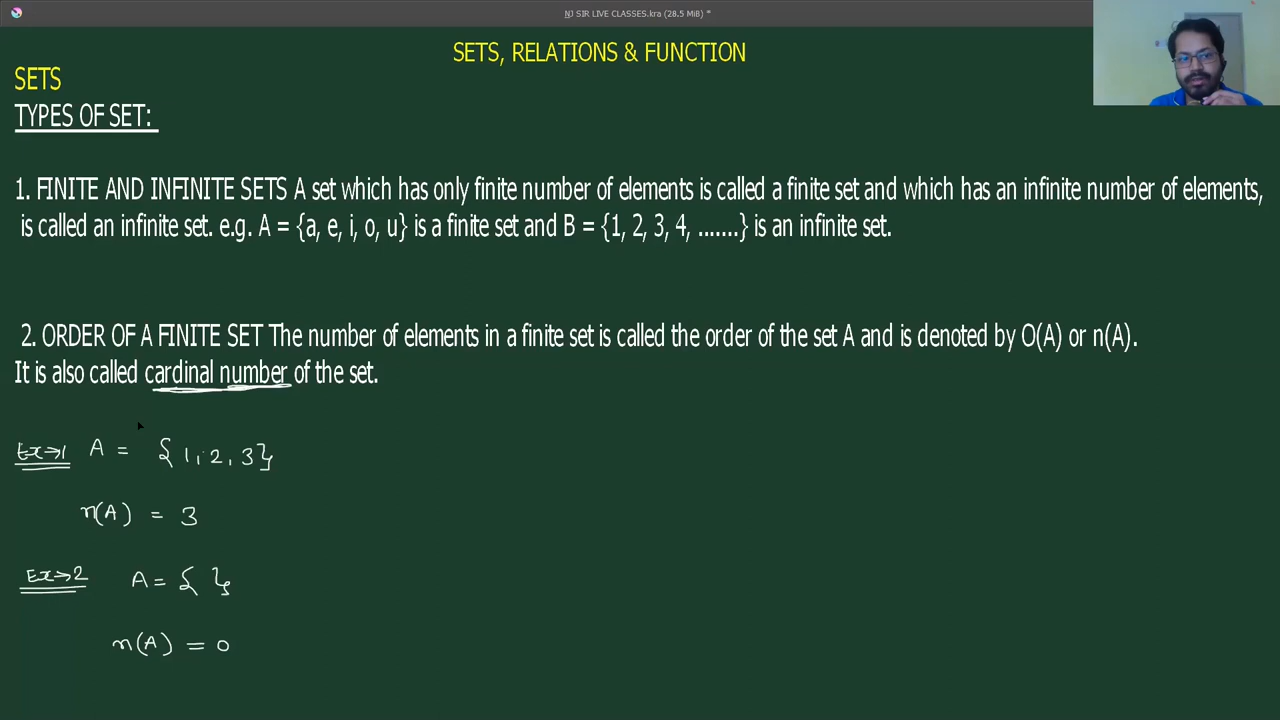 NJ SIR LIVE CLASSES.kra (28.5 MiB) *
SETS, RELATIONS & FUNCTION
SETS
TYPES OF SET:
1. FINITE AND INFINITE SETS A set which has only finite number of elements is called a finite set and which has an infinite number of elements,
is called an infinite set. e.g. A = {a, e, i, o, u} is a finite set and B = {1, 2, 3, 4, .......} is an infinite set.
2. ORDER OF A FINITE SET The number of elements in a finite set is called the order of the set A and is denoted by O(A) or n(A).
It is also called cardinal number of the set.
Ex→1 A = {1, 2, 3}
n(A) = 3
Ex→2 A = { }
n(A) = 0